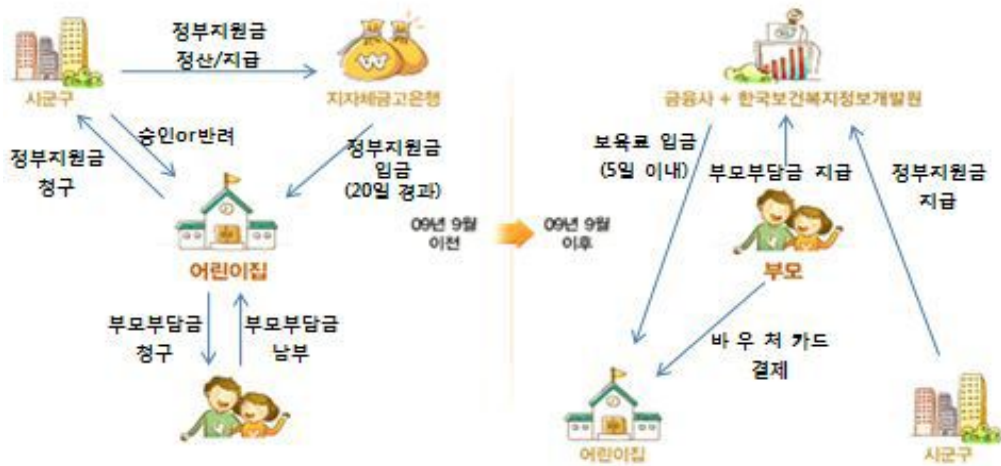 정부지원금
정산/지급
시군구
지자체금고은행
승인or반려
정부지원금
청구
정부지원금
입금
(20일 경과)
어린이집
부모부담금
청구
부모부담금
남부
09년 9월
이전
09년 9월
이후
금융사 + 한국보건복지정보개발원
보육료 입금
(5일 이내)
부모부담금 지급
정부지원금
지급
부모
바 우 처 카드
결제
어린이집
시군구